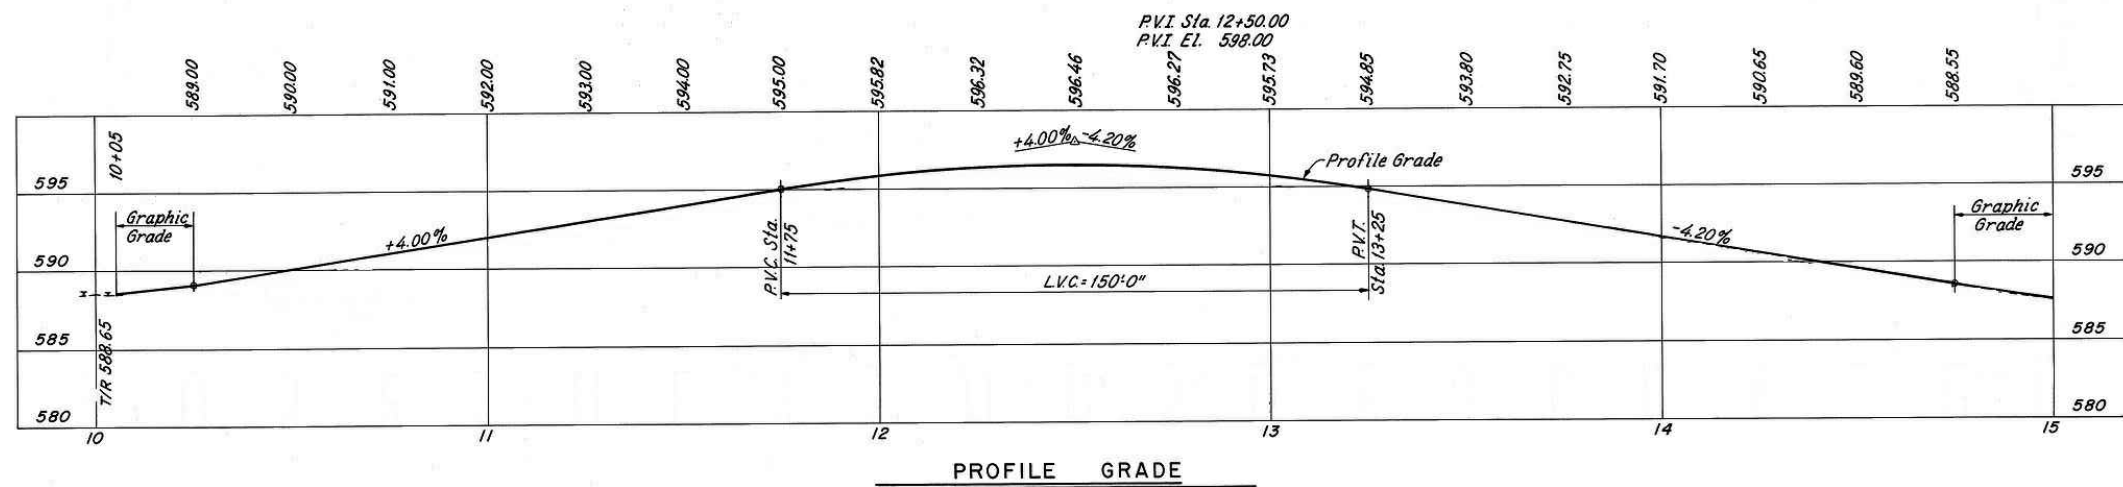 P.V.I. Sta. 12+50.00
P.V.I. El. 598.00
589.00
590.00
591.00
592.00
593.00
594.00
595.00
595.82
596.32
596.46
596.27
595.73
594.85
593.80
592.75
591.70
590.65
589.60
588.55
10+05
+4.00% -4.20%
Profile Grade
595
595
Graphic
Grade
+4.00%
P.V.C. Sta.
11+75
P.V.T.
Sta. 13+25
-4.20%
Graphic
Grade
590
590
L.V.C.= 150'-0"
T/R 588.65
585
585
580
580
10
11
12
13
14
15
PROFILE GRADE